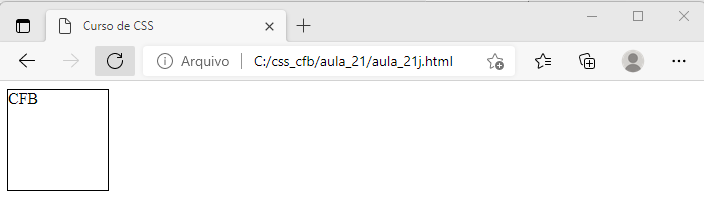 Curso de CSS
Arquivo C:/css_cfb/aula_21/aula_21j.html
CFB